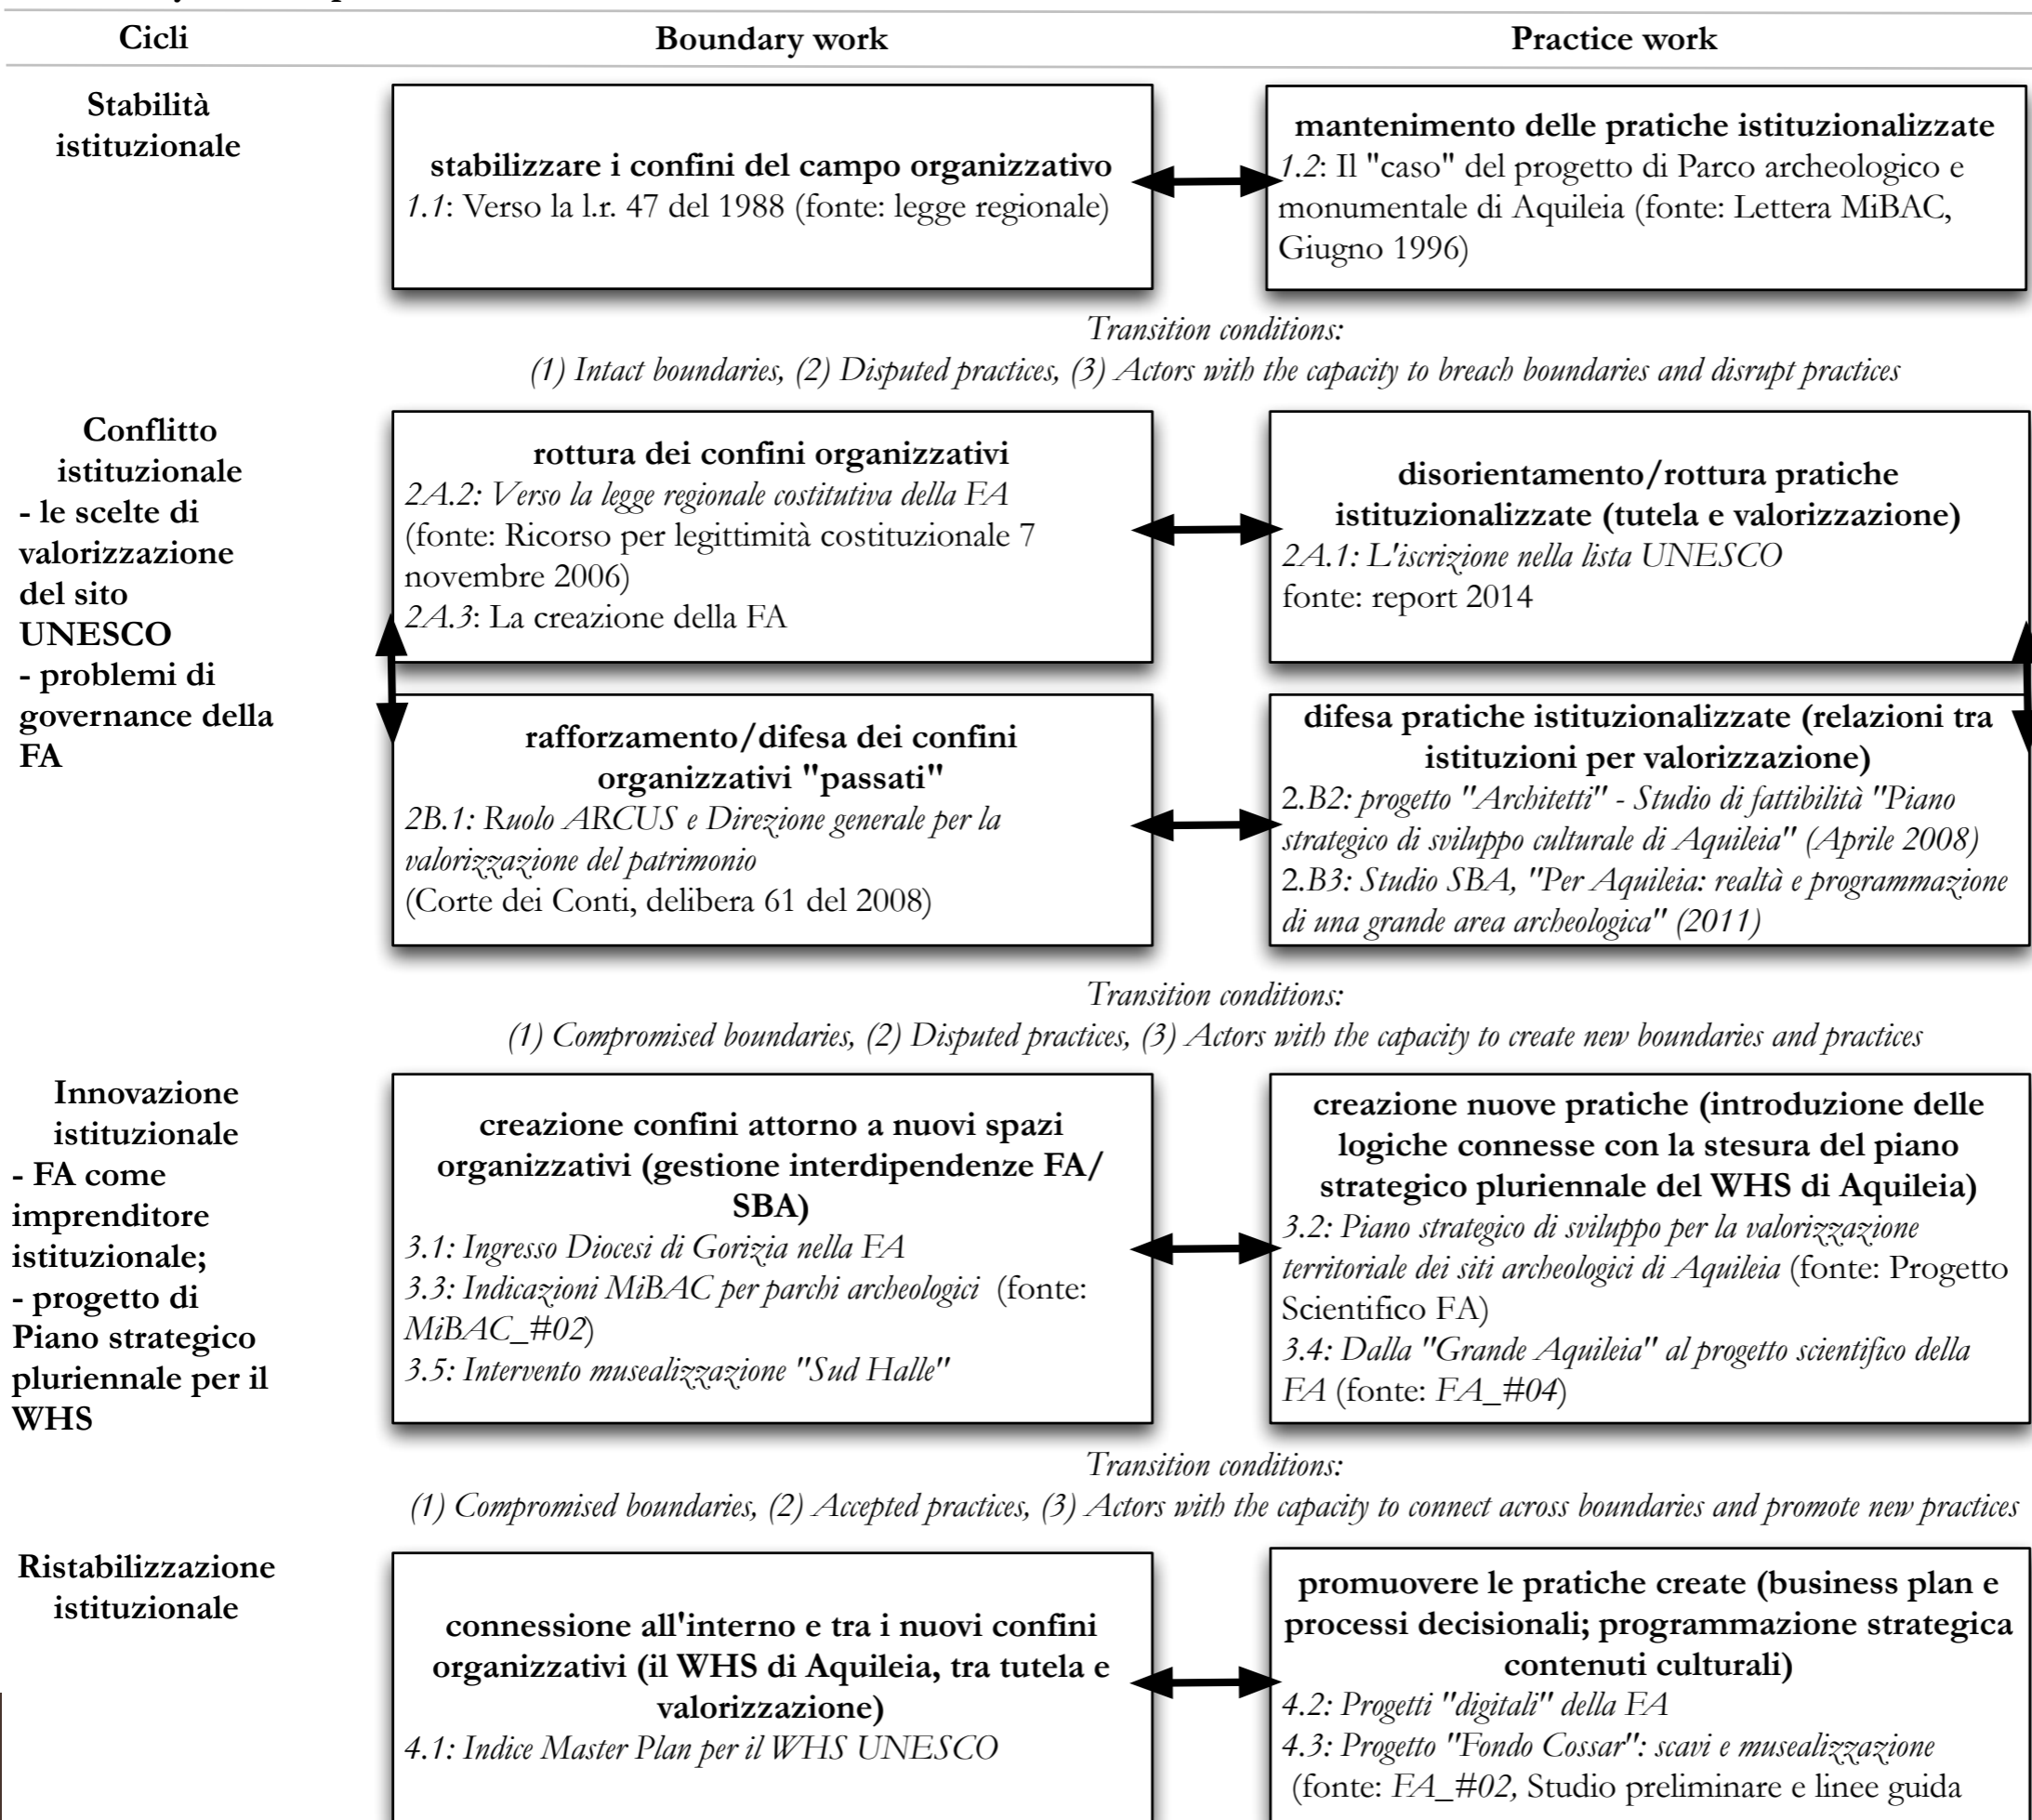 Cicli
Boundary work
Practice work
Stabilità
istituzionale
stabilizzare i confini del campo organizzativo
1.1: Verso la l.r. 47 del 1988 (fonte: legge regionale)
mantenimento delle pratiche istituzionalizzate
1.2: Il "caso" del progetto di Parco archeologico e
monumentale di Aquileia (fonte: Lettera MiBAC,
Giugno 1996)
Transition conditions:
(1) Intact boundaries, (2) Disputed practices, (3) Actors with the capacity to breach boundaries and disrupt practices
Conflitto
istituzionale
- le scelte di
valorizzazione
del sito
UNESCO
- problemi di
governance della
FA
rottura dei confini organizzativi
2A.2: Verso la legge regionale costitutiva della FA
(fonte: Ricorso per legittimità costituzionale 7
novembre 2006)
2A.3: La creazione della FA
disorientamento/rottura pratiche
istituzionalizzate (tutela e valorizzazione)
2A.1: L'iscrizione nella lista UNESCO
fonte: report 2014
rafforzamento/difesa dei confini
organizzativi "passati"
2B.1: Ruolo ARCUS e Direzione generale per la
valorizzazione del patrimonio
(Corte dei Conti, delibera 61 del 2008)
difesa pratiche istituzionalizzate (relazioni tra
istituzioni per valorizzazione)
2.B2: progetto "Architetti" - Studio di fattibilità "Piano
strategico di sviluppo culturale di Aquileia" (Aprile 2008)
2.B3: Studio SBA, "Per Aquileia: realtà e programmazione
di una grande area archeologica" (2011)
Transition conditions:
(1) Compromised boundaries, (2) Disputed practices, (3) Actors with the capacity to create new boundaries and practices
Innovazione
istituzionale
- FA come
imprenditore
istituzionale;
- progetto di
Piano strategico
pluriennale per il
WHS
creazione confini attorno a nuovi spazi
organizzativi (gestione interdipendenze FA/
SBA)
3.1: Ingresso Diocesi di Gorizia nella FA
3.3: Indicazioni MiBAC per parchi archeologici (fonte:
MiBAC_#02)
3.5: Intervento musealizzazione "Sud Halle"
creazione nuove pratiche (introduzione delle
logiche connesse con la stesura del piano
strategico pluriennale del WHS di Aquileia)
3.2: Piano strategico di sviluppo per la valorizzazione
territoriale dei siti archeologici di Aquileia (fonte: Progetto
Scientifico FA)
3.4: Dalla "Grande Aquileia" al progetto scientifico della
FA (fonte: FA_#04)
Transition conditions:
(1) Compromised boundaries, (2) Accepted practices, (3) Actors with the capacity to connect across boundaries and promote new practices
Ristabilizzazione
istituzionale
connessione all'interno e tra i nuovi confini
organizzativi (il WHS di Aquileia, tra tutela e
valorizzazione)
4.1: Indice Master Plan per il WHS UNESCO
promuovere le pratiche create (business plan e
processi decisionali; programmazione strategica
contenuti culturali)
4.2: Progetti "digitali" della FA
4.3: Progetto "Fondo Cossar": scavi e musealizzazione
(fonte: FA_#02, Studio preliminare e linee guida